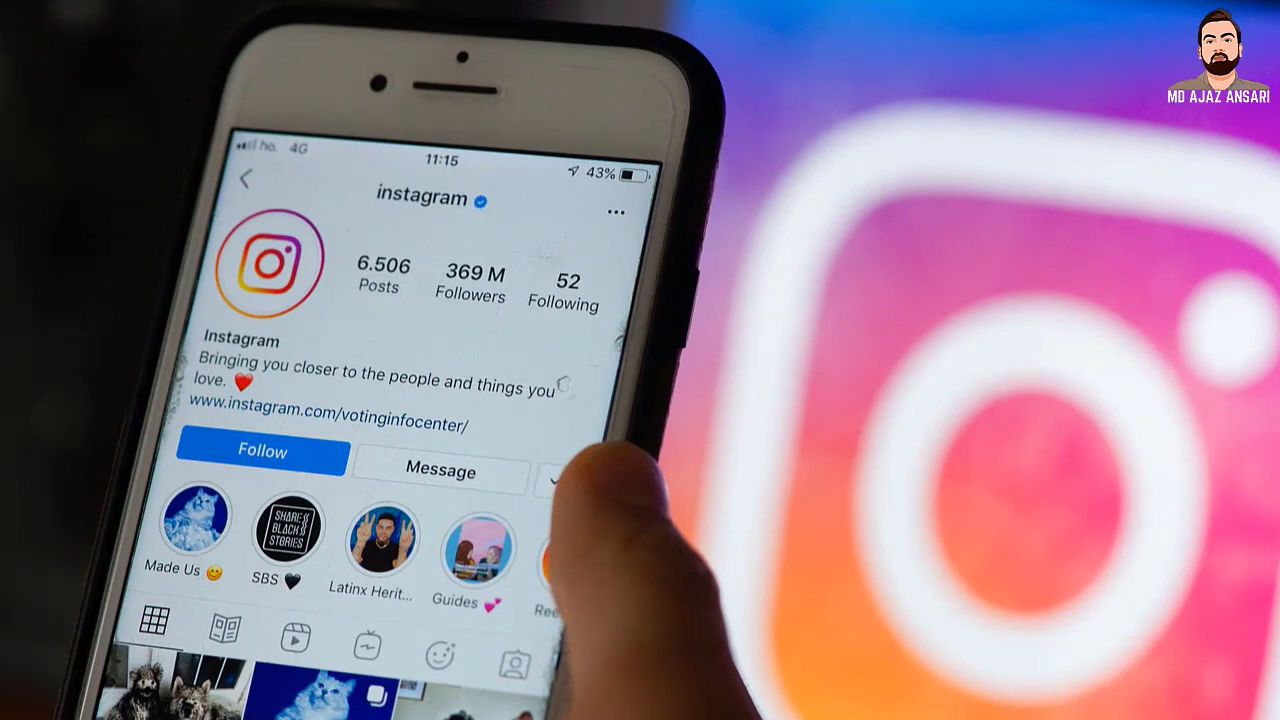 MD AJAZ ANSARI
ho. 4G 11:15 43%
instagram
6.506 369 M 52
Posts Followers Following
Instagram
Bringing you closer to the people and things you
love. ❤️
www.instagram.com/votinginfocenter/
Follow Message
SHARE
BLACK
STORIES
Made Us 😊 SBS 🖤 Latinx Herit... Guides 💕 Ree